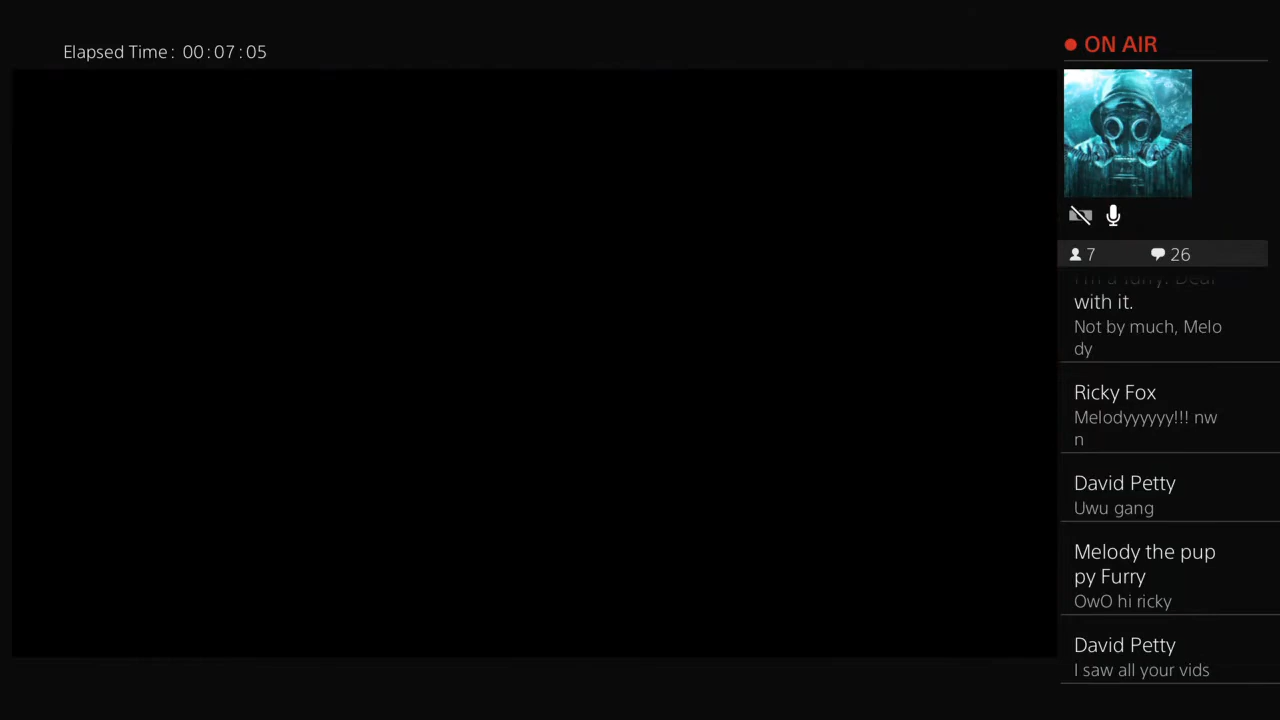 Elapsed Time: 00:07:05
ON AIR
7
26
I'm a furry. Deal
with it.
Not by much, Melo
dy
Ricky Fox
Melodyyyyyy!!! nw
n
David Petty
Uwu gang
Melody the pup
py Furry
OwO hi ricky
David Petty
I saw all your vids